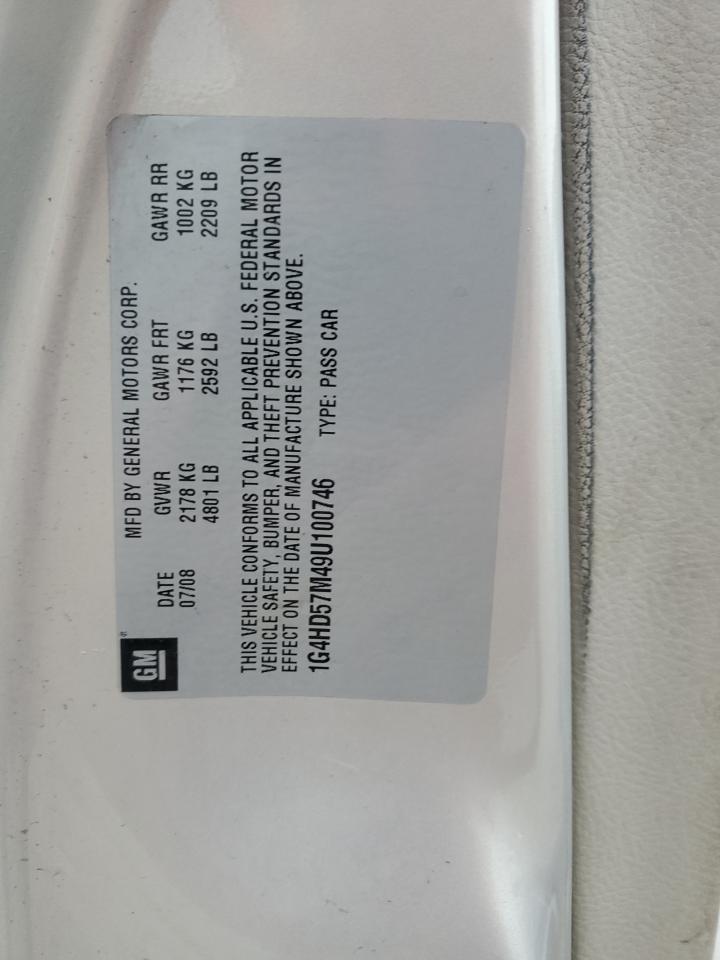 GM
MFD BY GENERAL MOTORS CORP.
DATE GVWR GAWR FRT GAWR RR
07/08 2178 KG 1176 KG 1002 KG
4801 LB 2592 LB 2209 LB
THIS VEHICLE CONFORMS TO ALL APPLICABLE U.S. FEDERAL MOTOR
VEHICLE SAFETY, BUMPER, AND THEFT PREVENTION STANDARDS IN
EFFECT ON THE DATE OF MANUFACTURE SHOWN ABOVE.
1G4HD57M49U100746 TYPE: PASS CAR